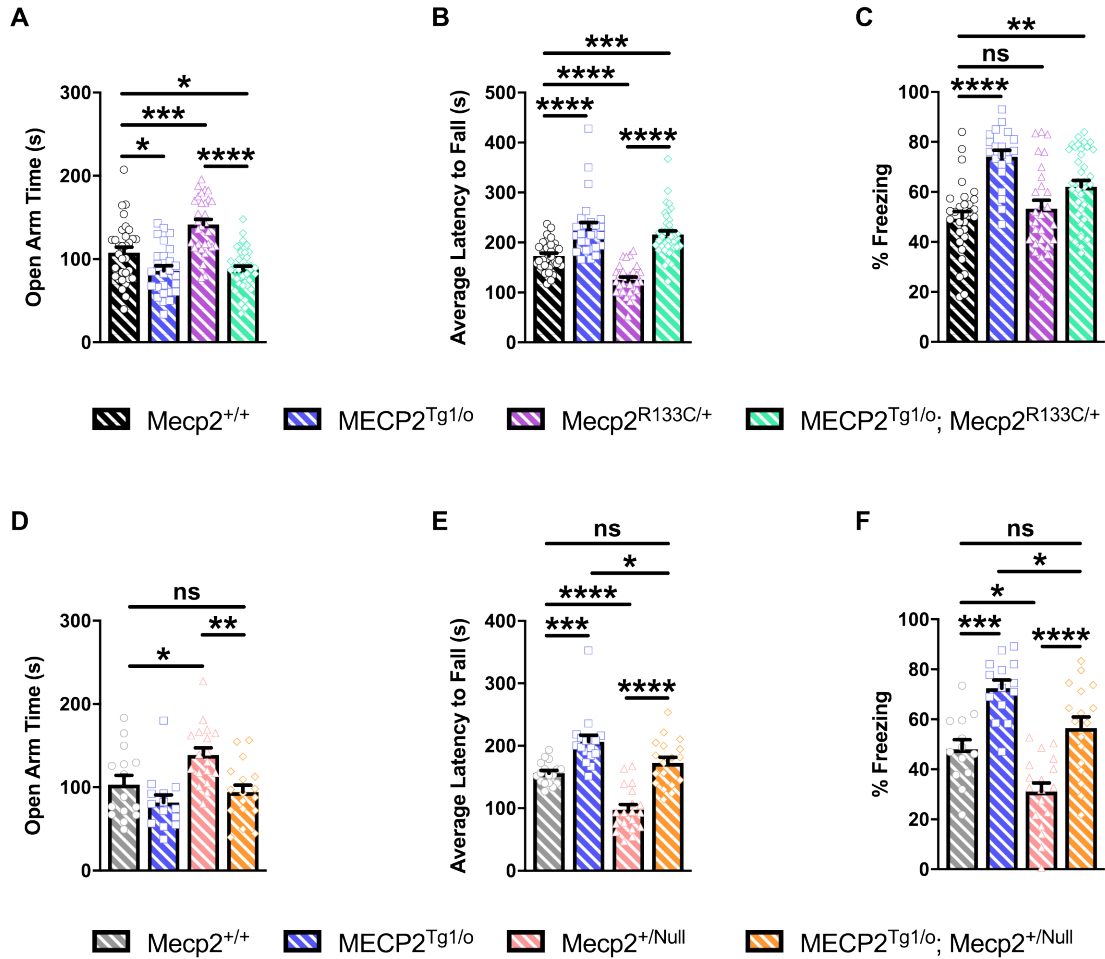 A
B
C
*
***
*
****
300
200
100
0
Open Arm Time (s)
***
****
****
****
500
400
300
200
100
0
Average Latency to Fall (s)
**
ns
****
100
80
60
40
20
0
% Freezing
Mecp2+/+
MECP2Tg1/o
Mecp2R133C/+
MECP2Tg1/o; Mecp2R133C/+
D
E
F
ns
**
*
300
200
100
0
Open Arm Time (s)
ns
*
****
***
****
400
300
200
100
0
Average Latency to Fall (s)
ns
*
*
***
****
100
80
60
40
20
0
% Freezing
Mecp2+/+
MECP2Tg1/o
Mecp2+/Null
MECP2Tg1/o; Mecp2+/Null